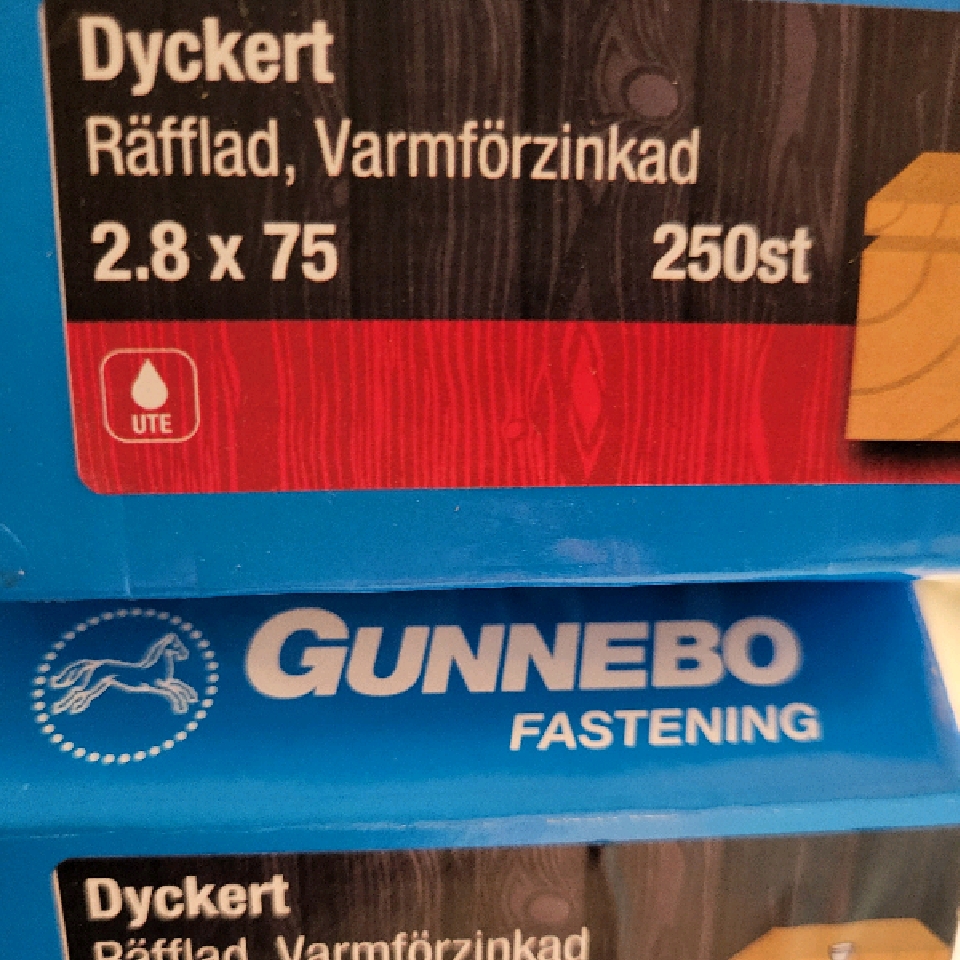 Dyckert
Räfflad, Varmförzinkad
2.8 x 75 250st
UTE
GUNNEBO
FASTENING
Dyckert
Räfflad, Varmförzinkad